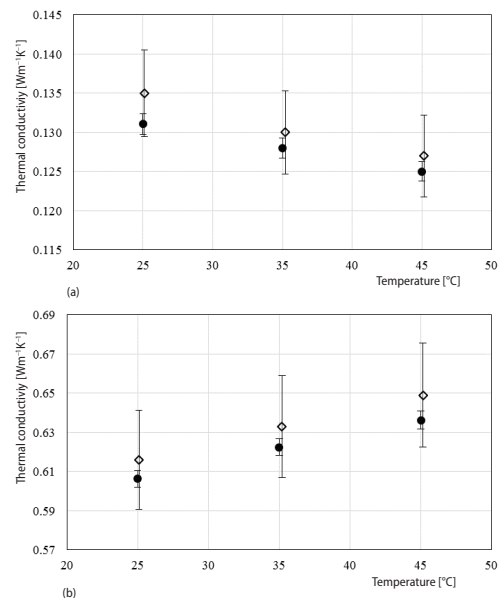 Thermal conductiviy [Wm⁻¹K⁻¹]
0.145
0.140
0.135
0.130
0.125
0.120
0.115
20 25 30 35 40 45 50
Temperature [°C]
(a)
Thermal conductiviy [Wm⁻¹K⁻¹]
0.69
0.67
0.65
0.63
0.61
0.59
0.57
20 25 30 35 40 45 50
Temperature [°C]
(b)